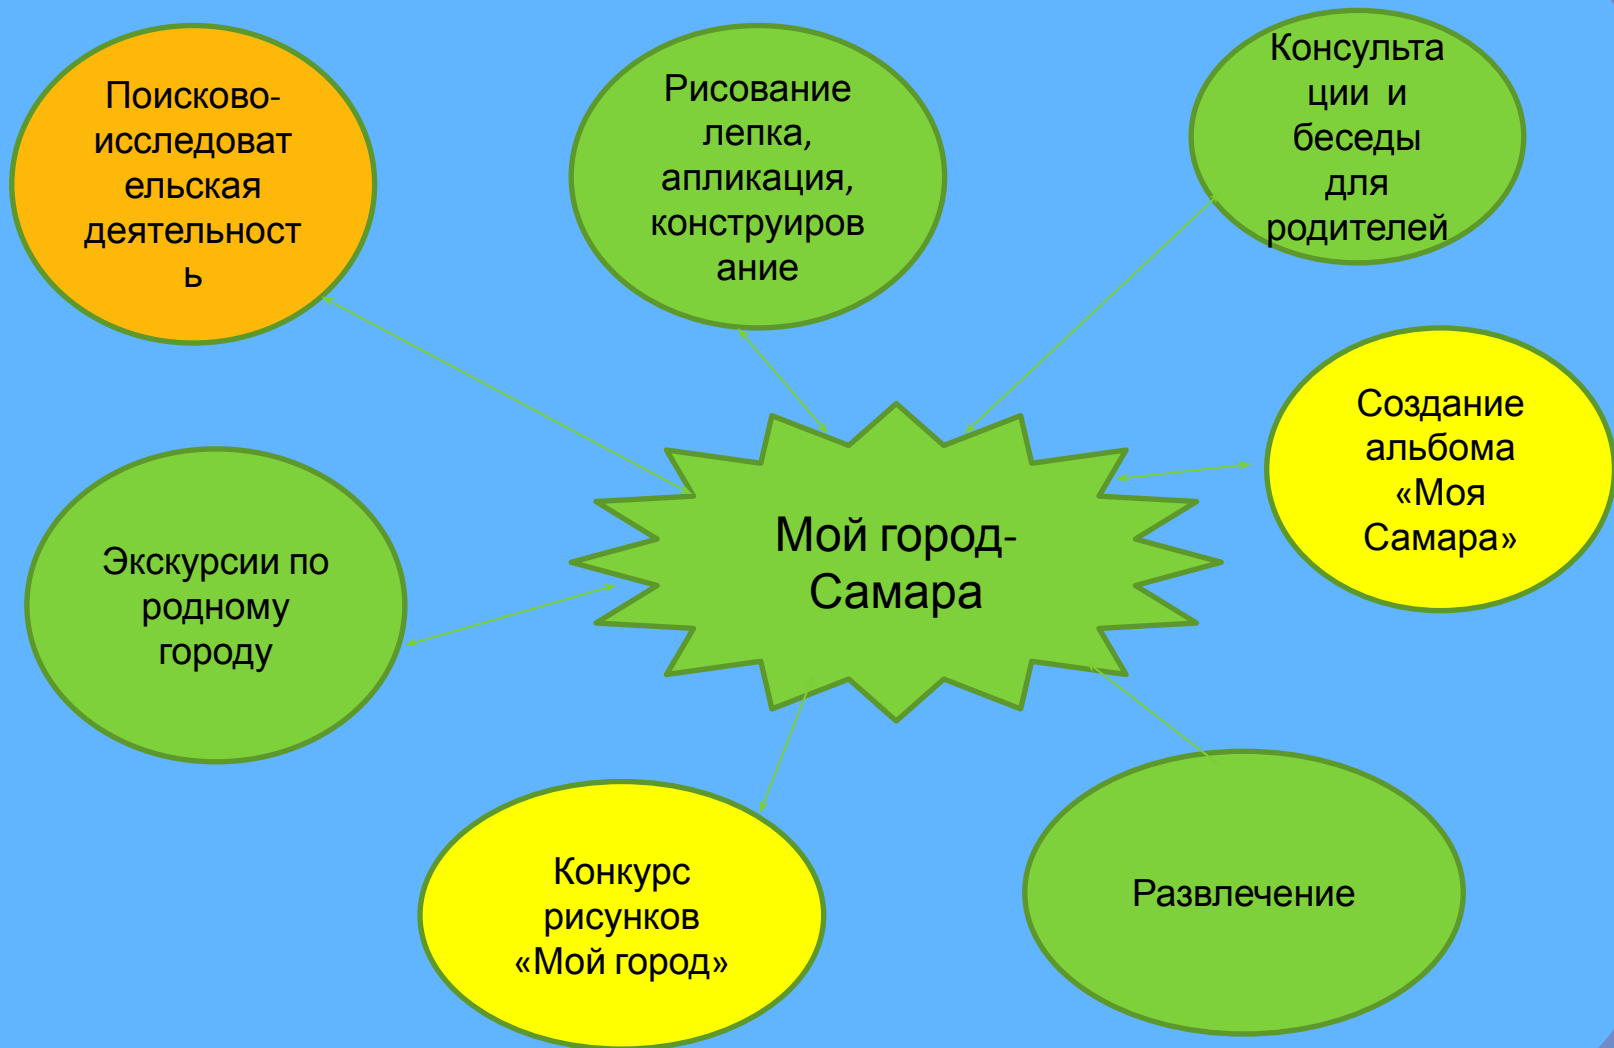 Поисково-
исследоват
ельская
деятельност
ь
Рисование
лепка,
апликация,
конструиров
ание
Консульта
ции и
беседы
для
родителей
Создание
альбома
«Моя
Самара»
Мой город-
Самара
Экскурсии по
родному
городу
Конкурс
рисунков
«Мой город»
Развлечение